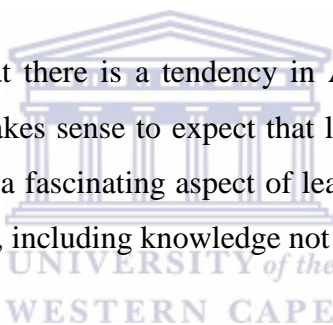 at there is a tendency in
akes sense to expect that l
a fascinating aspect of lea
, including knowledge not
UNIVERSITY of the
WESTERN CAPE